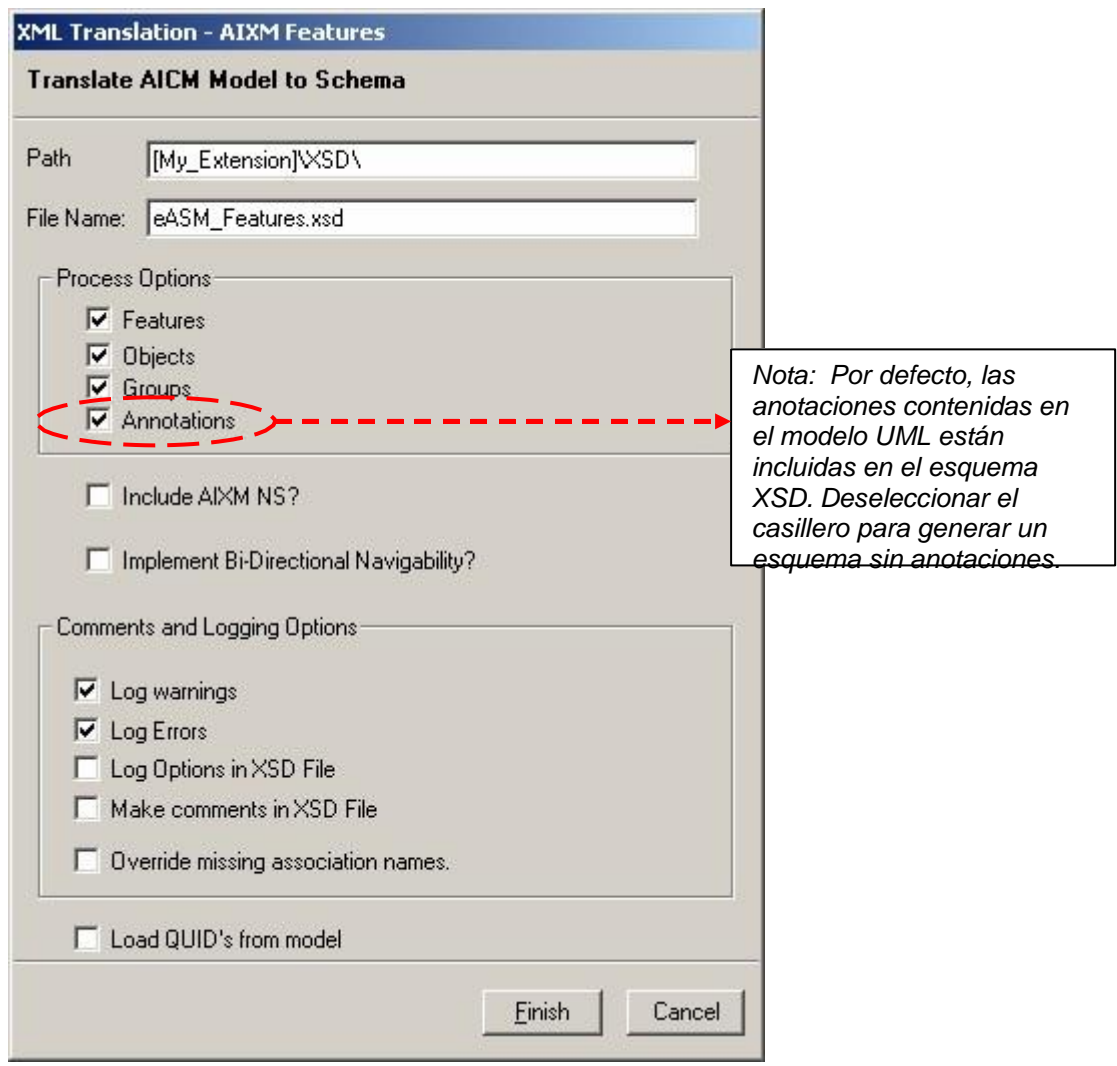 XML Translation - AIXM Features
Translate AICM Model to Schema
Path
[My_Extension]\XSD\
File Name:
eASM_Features.xsd
Process Options
Features
Objects
Groups
Annotations
Nota: Por defecto, las
anotaciones contenidas en
el modelo UML están
incluidas en el esquema
XSD. Deseleccionar el
casillero para generar un
esquema sin anotaciones.
Include AIXM NS?
Implement Bi-Directional Navigability?
Comments and Logging Options
Log warnings
Log Errors
Log Options in XSD File
Make comments in XSD File
Override missing association names.
Load QUID's from model
Finish
Cancel